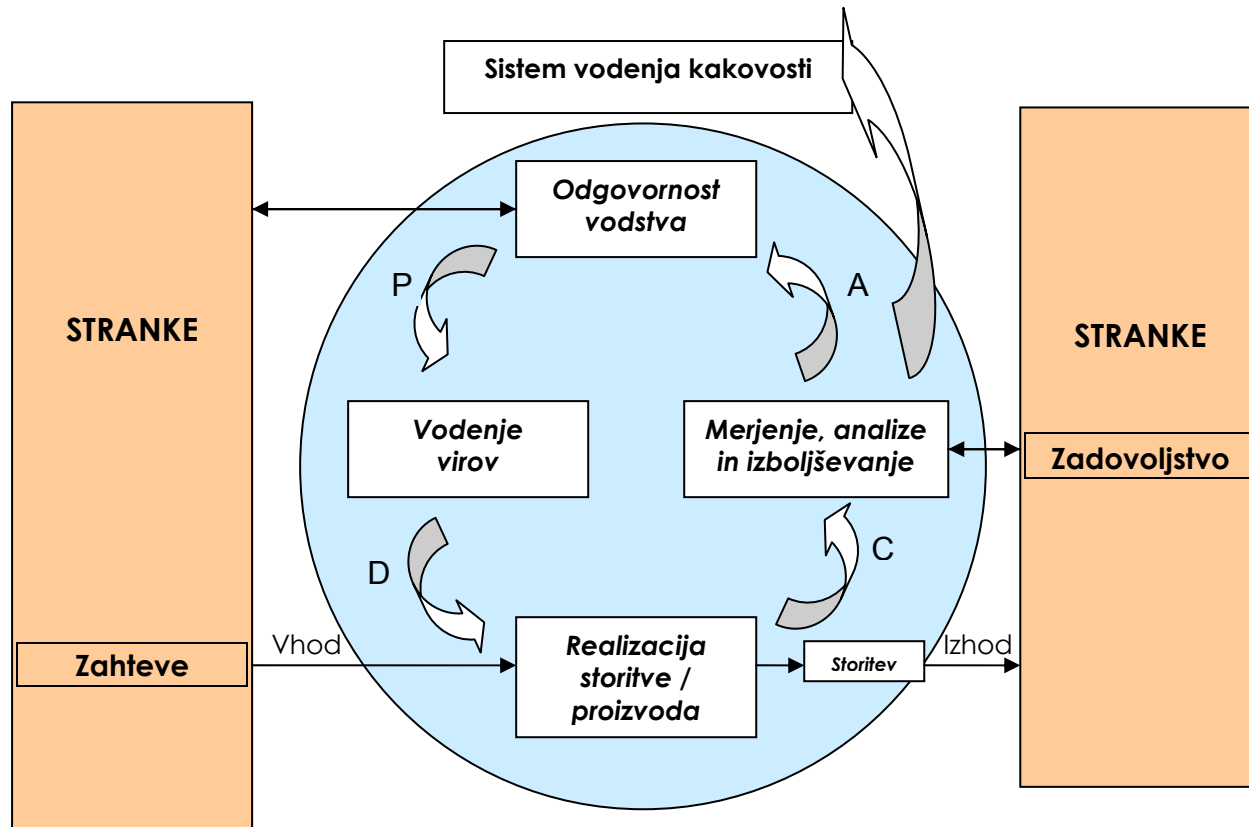 Sistem vodenja kakovosti
Odgovornost
vodstva
P
A
STRANKE
STRANKE
Vodenje
virov
Merjenje, analize
in izboljševanje
Zadovoljstvo
D
C
Zahteve
Vhod
Realizacija
storitve /
proizvoda
Storitev
Izhod